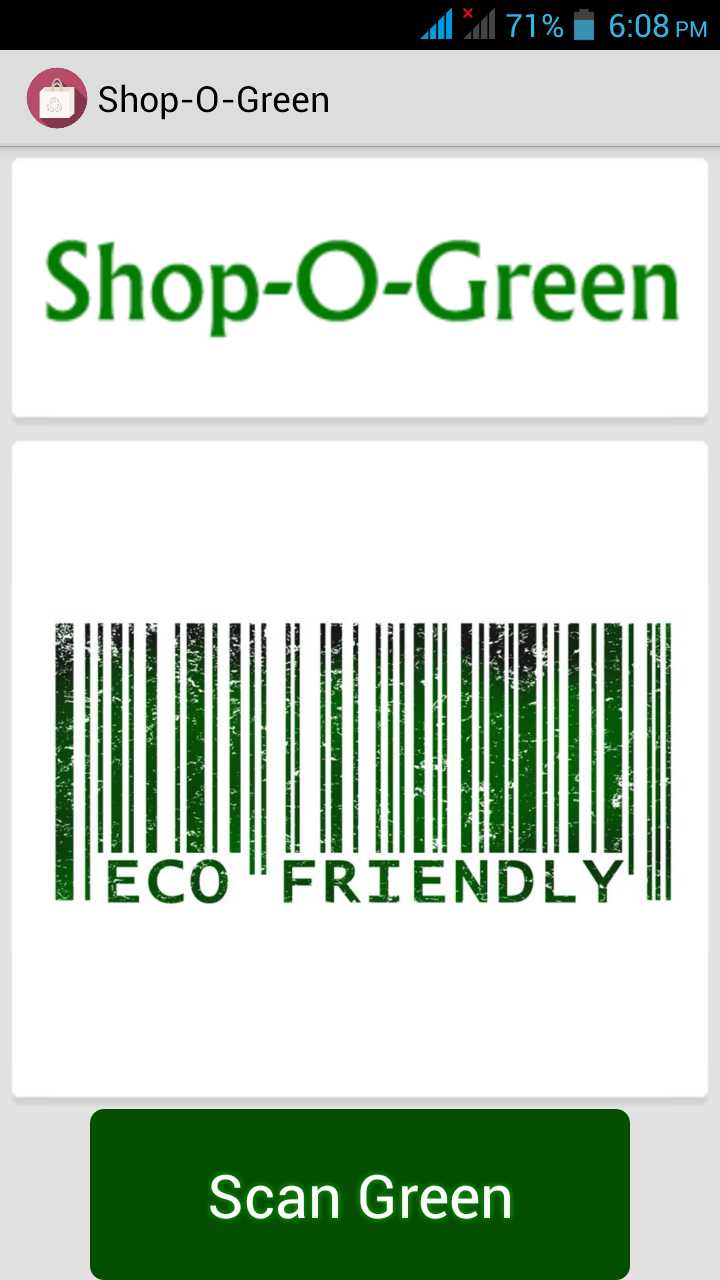 71% 6:08 PM
Shop-O-Green
Shop-O-Green
ECO FRIENDLY
Scan Green